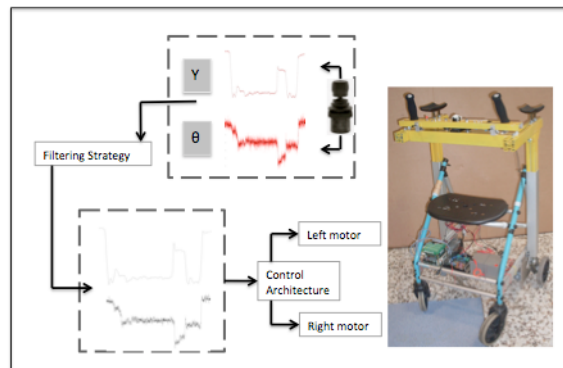 Y
θ
Filtering Strategy
Left motor
Control
Architecture
Right motor